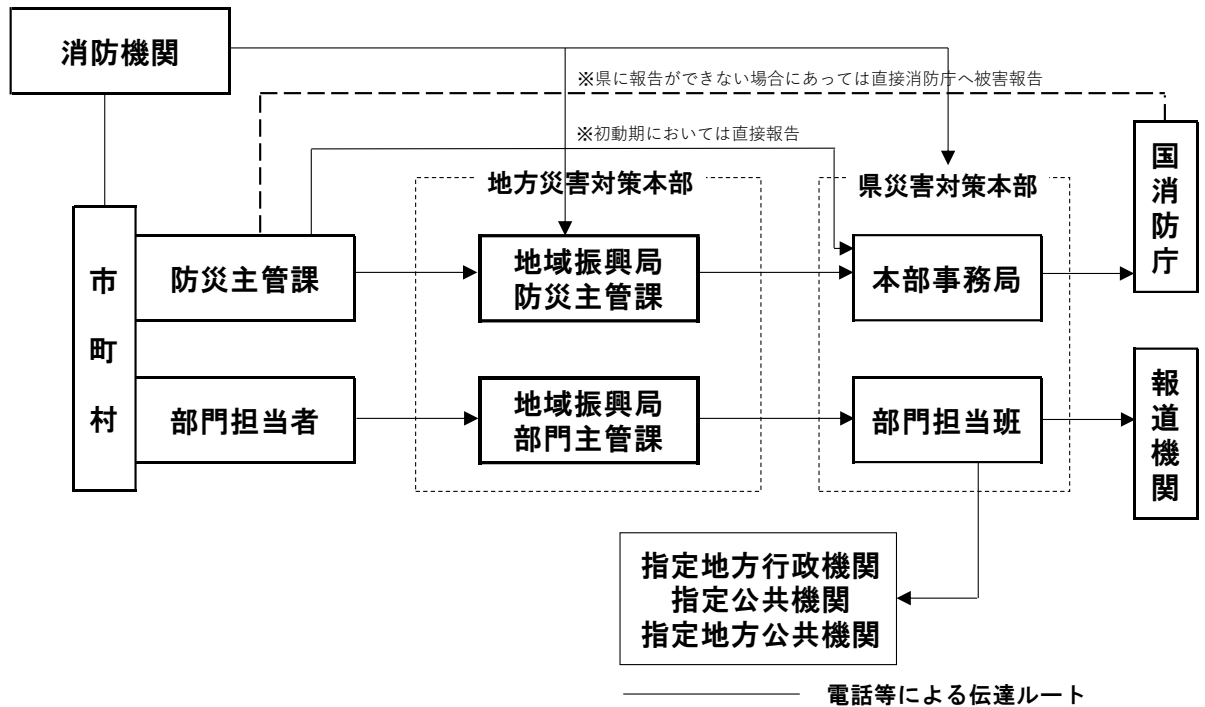 消防機関
※県に報告ができない場合にあっては直接消防庁へ被害報告
※初動期においては直接報告
地方災害対策本部
県災害対策本部
国消防庁
市町村
防災主管課
地域振興局
防災主管課
本部事務局
部門担当者
地域振興局
部門主管課
部門担当班
報道機関
指定地方行政機関
指定公共機関
指定地方公共機関
電話等による伝達ルート